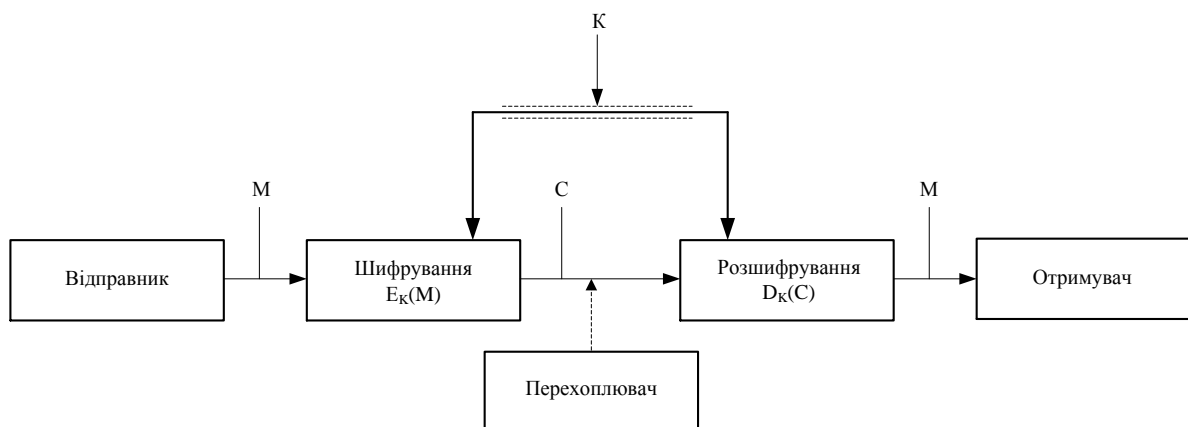 К
М
С
М
Відправник
Шифрування
E_K(M)
Розшифрування
D_K(C)
Отримувач
Перехоплювач